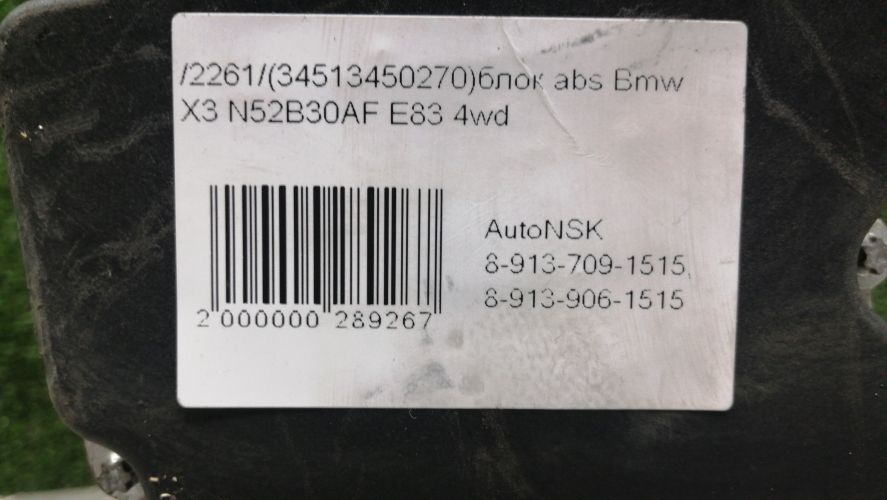 /2261/(34513450270)блок abs Bmw
X3 N52B30AF E83 4wd
AutoNSK
8-913-709-1515,
8-913-906-1515
2 000000 289267